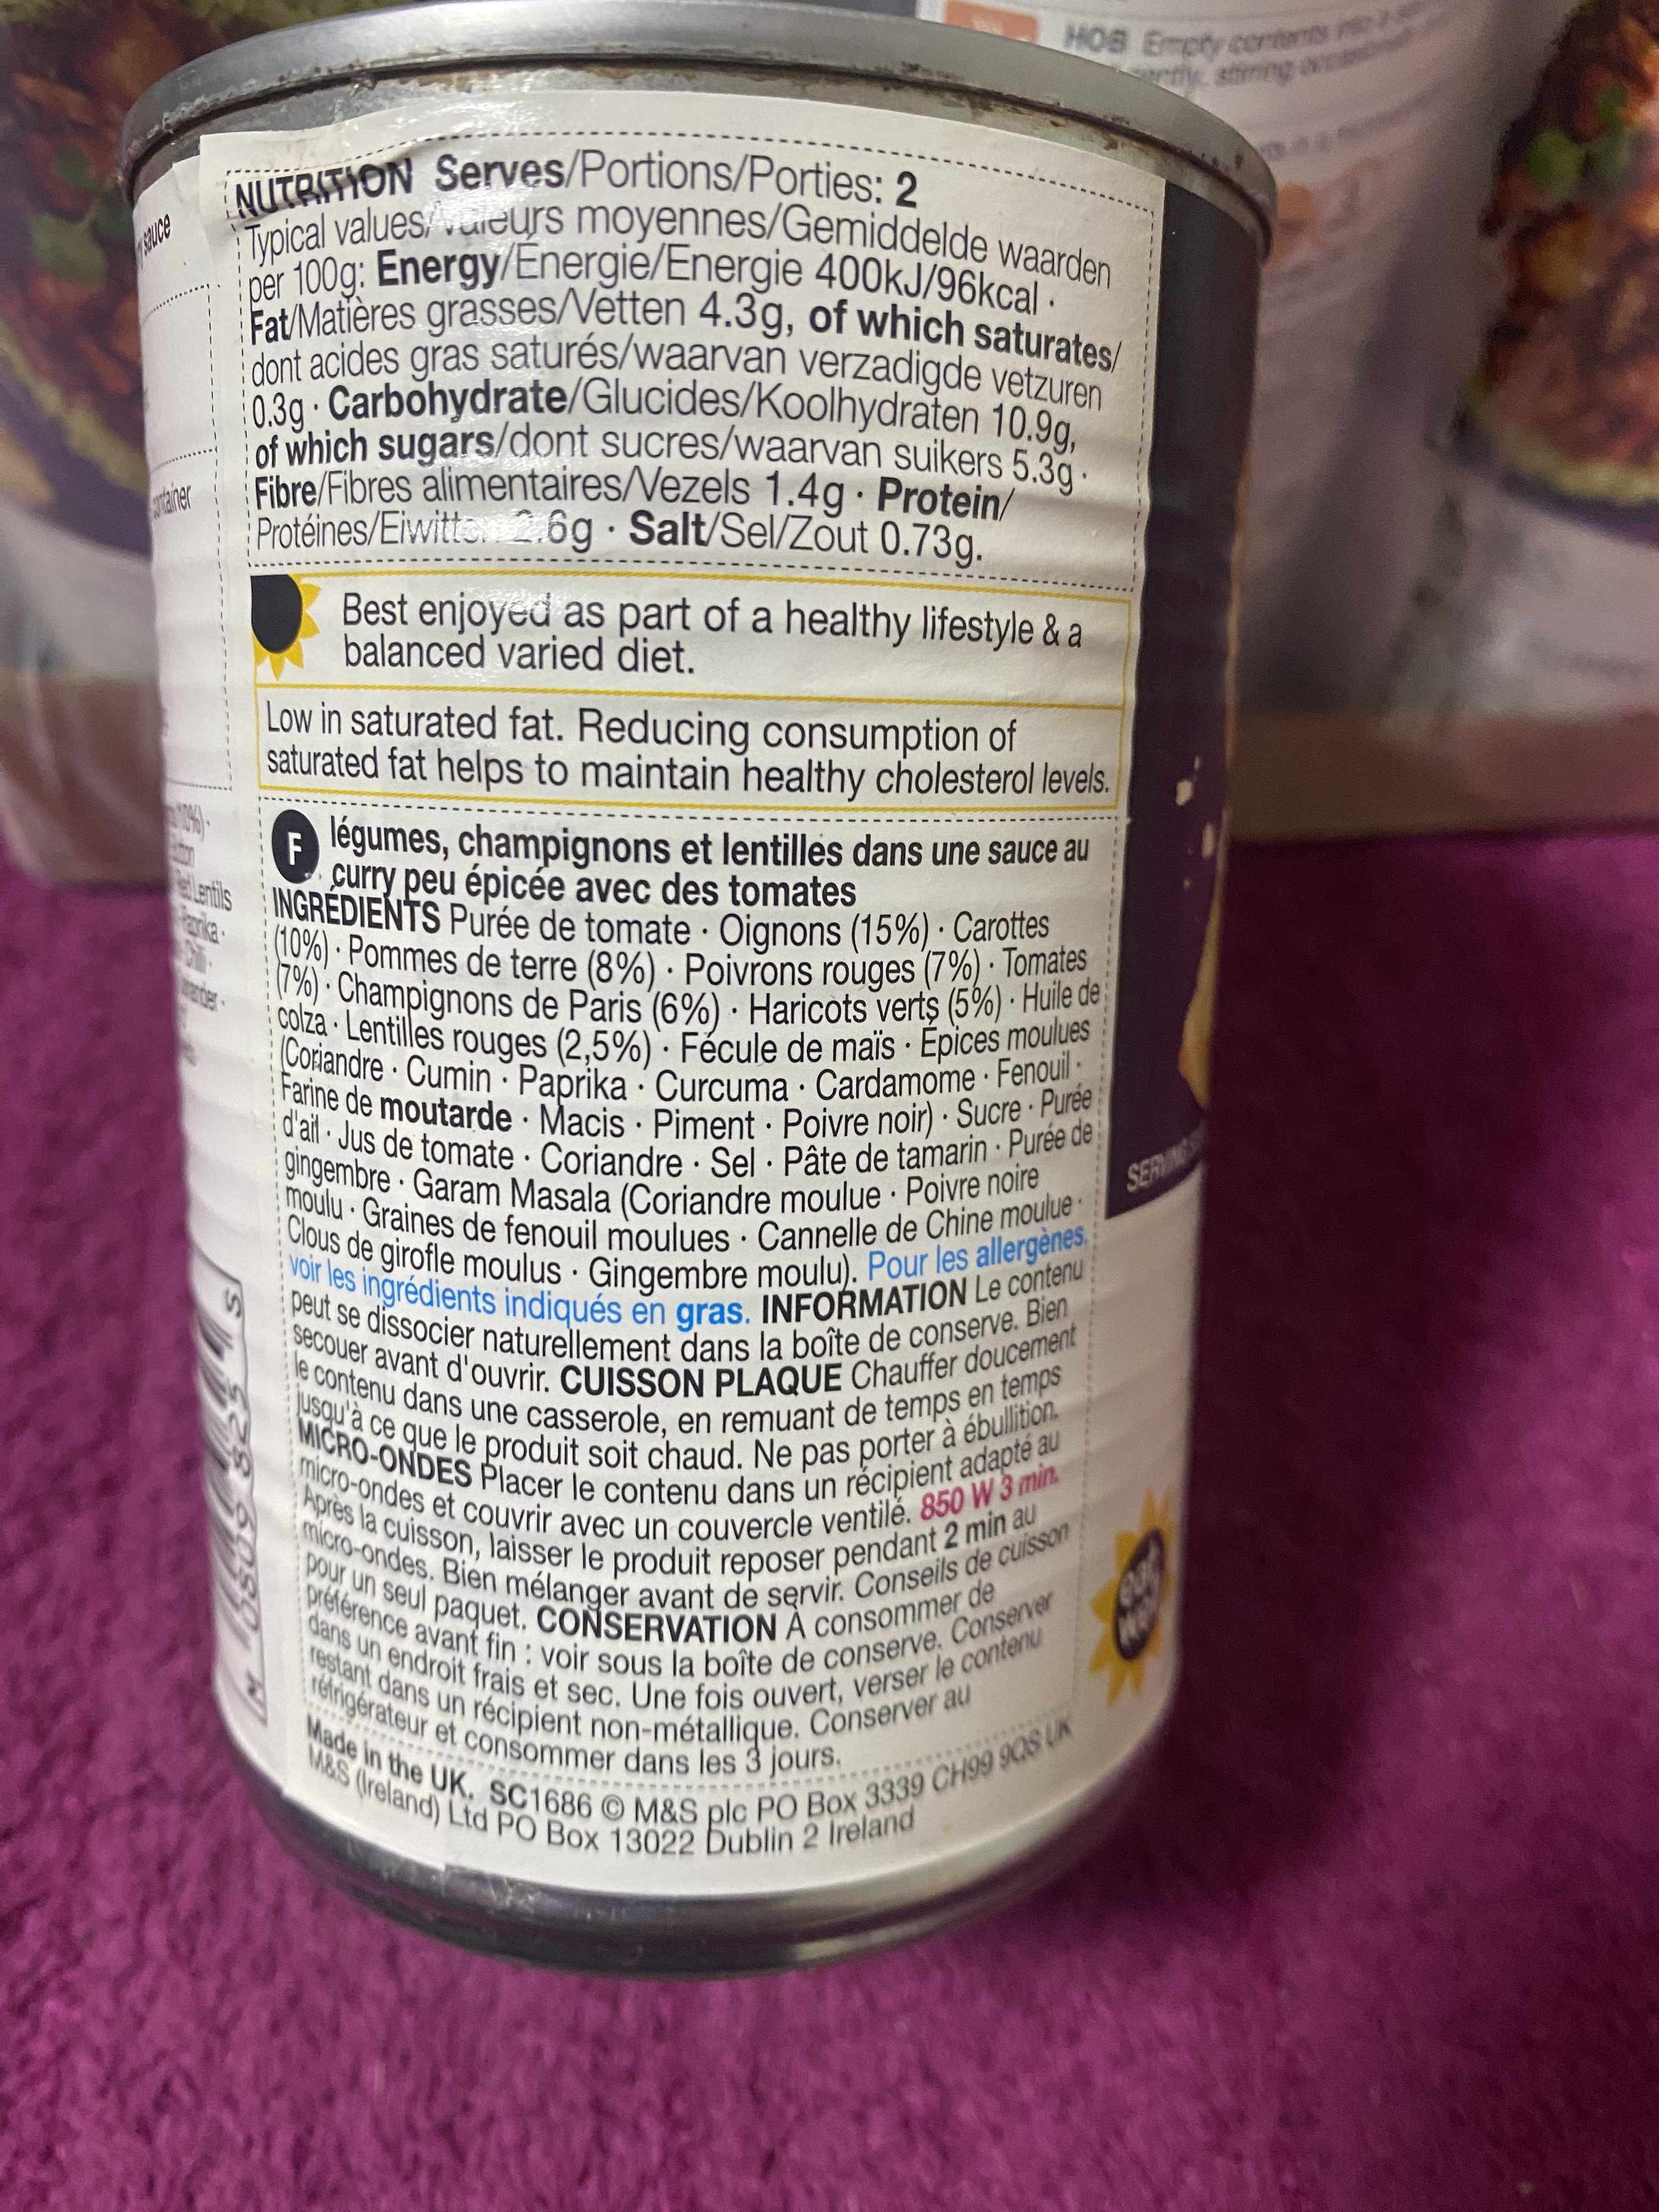 HOB Empty contents into a
gently, stirring
sauce
container
NUTRITION Serves/Portions/Porties: 2
Typical values/Valeurs moyennes/Gemiddelde waarden
per 100g: Energy/Énergie/Energie 400kJ/96kcal ·
Fat/Matières grasses/Vetten 4.3g, of which saturates/
dont acides gras saturés/waarvan verzadigde vetzuren
0.3g · Carbohydrate/Glucides/Koolhydraten 10.9g,
of which sugars/dont sucres/waarvan suikers 5.3g ·
Fibre/Fibres alimentaires/Vezels 1.4g · Protein/
Protéines/Eiwitten 2.6g · Salt/Sel/Zout 0.73g.
Best enjoyed as part of a healthy lifestyle & a
balanced varied diet.
Low in saturated fat. Reducing consumption of
saturated fat helps to maintain healthy cholesterol levels.
F légumes, champignons et lentilles dans une sauce au
curry peu épicée avec des tomates
INGRÉDIENTS Purée de tomate · Oignons (15%) · Carottes
(10%) · Pommes de terre (8%) · Poivrons rouges (7%) · Tomates
(7%) · Champignons de Paris (6%) · Haricots verts (5%) · Huile de
colza · Lentilles rouges (2,5%) · Fécule de maïs · Épices moulues
(Coriandre · Cumin · Paprika · Curcuma · Cardamome · Fenouil ·
Farine de moutarde · Macis · Piment · Poivre noir) · Sucre · Purée
d'ail · Jus de tomate · Coriandre · Sel · Pâte de tamarin · Purée de
gingembre · Garam Masala (Coriandre moulue · Poivre noire
moulu · Graines de fenouil moulues · Cannelle de Chine moulue ·
Clous de girofle moulus · Gingembre moulu). Pour les allergènes,
voir les ingrédients indiqués en gras. INFORMATION Le contenu
peut se dissocier naturellement dans la boîte de conserve. Bien
secouer avant d'ouvrir. CUISSON PLAQUE Chauffer doucement
le contenu dans une casserole, en remuant de temps en temps
jusqu'à ce que le produit soit chaud. Ne pas porter à ébullition.
MICRO-ONDES Placer le contenu dans un récipient adapté au
micro-ondes et couvrir avec un couvercle ventilé. 850 W 3 min.
Après la cuisson, laisser le produit reposer pendant 2 min au
micro-ondes. Bien mélanger avant de servir. Conseils de cuisson
pour un seul paquet. CONSERVATION À consommer de
préférence avant fin : voir sous la boîte de conserve. Conserver
dans un endroit frais et sec. Une fois ouvert, verser le contenu
restant dans un récipient non-métallique. Conserver au
réfrigérateur et consommer dans les 3 jours.
Made in the UK. SC1686 © M&S plc PO Box 3339 CH99 9QS UK
M&S (Ireland) Ltd PO Box 13022 Dublin 2 Ireland
Red Lentils
Paprika ·
Chilli ·
eat well